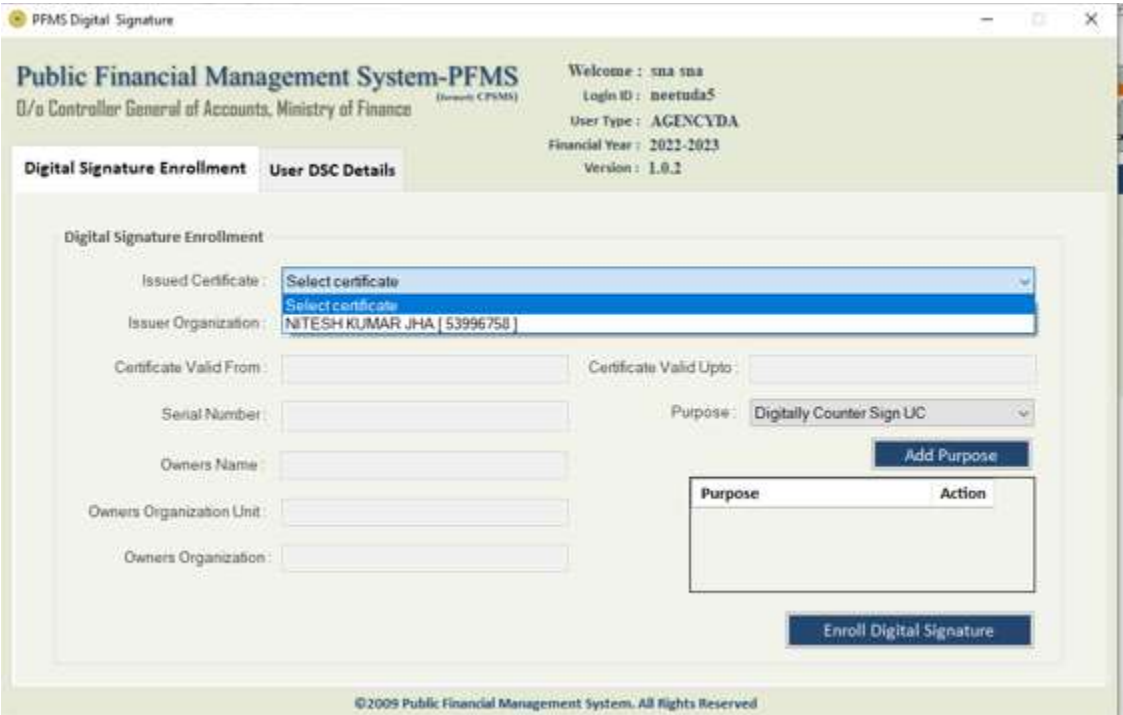 PFMS Digital Signature
Public Financial Management System-PFMS
(formerly CPSMS)
O/o Controller General of Accounts, Ministry of Finance
Welcome : sna sna
Login ID : neetuda5
User Type : AGENCYDA
Financial Year : 2022-2023
Version : 1.0.2
Digital Signature Enrollment User DSC Details
Digital Signature Enrollment
Issued Certificate : Select certificate
Select certificate
Issuer Organization : NITESH KUMAR JHA [ 53996758 ]
Certificate Valid From : Certificate Valid Upto :
Serial Number : Purpose : Digitally Counter Sign UC
Add Purpose
Owners Name :
Purpose Action
Owners Organization Unit :
Owners Organization :
Enroll Digital Signature
©2009 Public Financial Management System. All Rights Reserved